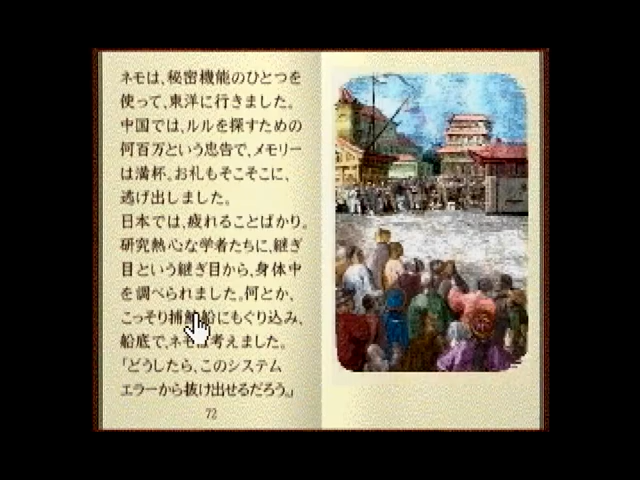 ネモは、秘密機能のひとつを
使って、東洋に行きました。
中国では、ルルを探すための
何百万という忠告で、メモリー
は満杯。お礼もそこそこに、
逃げ出しました。
日本では、疲れることばかり。
研究熱心な学者たちに、継ぎ
目という継ぎ目から、身体中
を調べられました。何とか、
こっそり捕船にもぐり込み、
船底で、ネモ考えました。
「どうしたら、このシステム
エラーから抜け出せるだろう。」
72